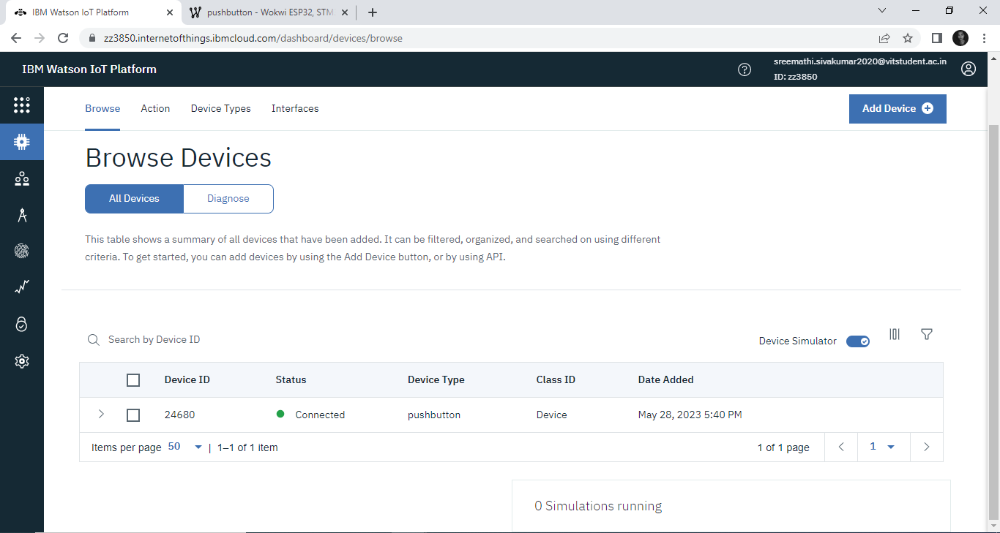 IBM Watson IoT Platform
pushbutton - Wokwi ESP32, STM
zz3850.internetofthings.ibmcloud.com/dashboard/devices/browse
IBM Watson IoT Platform
sreemathi.sivakumar2020@vitstudent.ac.in
ID: zz3850
Browse Action Device Types Interfaces Add Device
Browse Devices
All Devices Diagnose
This table shows a summary of all devices that have been added. It can be filtered, organized, and searched on using different
criteria. To get started, you can add devices by using the Add Device button, or by using API.
Search by Device ID
Device Simulator
Device ID Status Device Type Class ID Date Added
24680 Connected pushbutton Device May 28, 2023 5:40 PM
Items per page 50 | 1–1 of 1 item 1 of 1 page 1
0 Simulations running